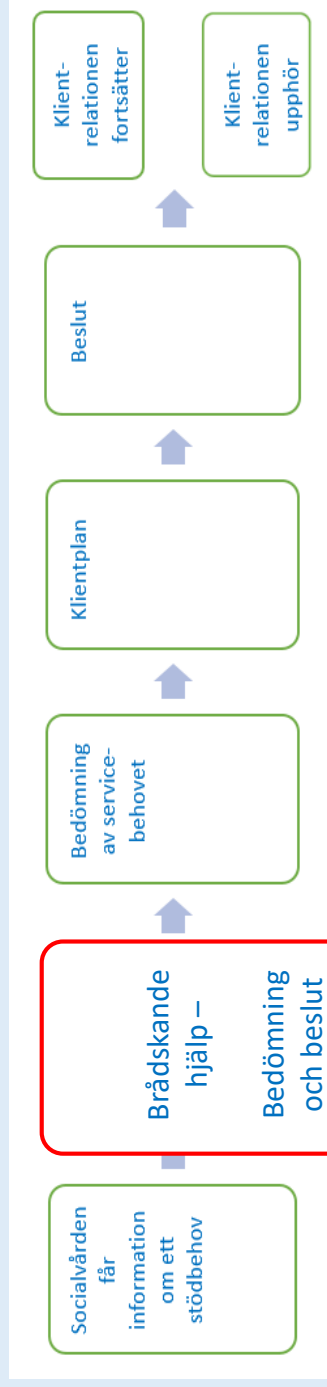 Socialvården
får
information
om ett
stödbehov
Brådskande
hjälp –
Bedömning
och beslut
Bedömning
av service-
behovet
Klientplan
Beslut
Klient-
relationen
fortsätter
Klient-
relationen
upphör